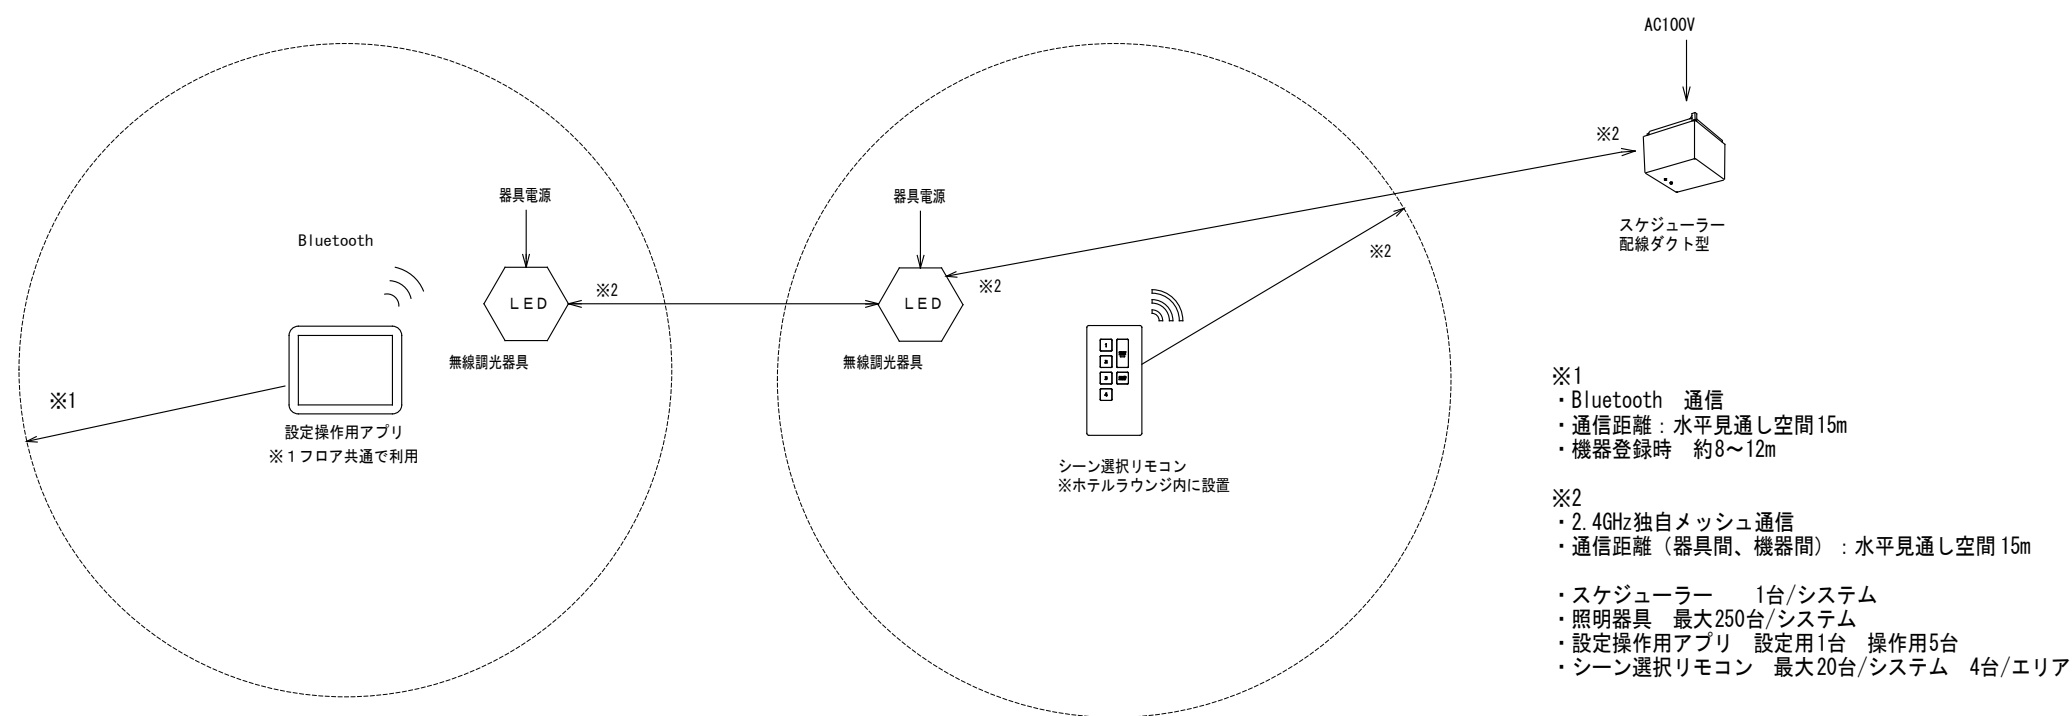 AC100V
※2
器具電源
器具電源
スケジューラー
配線ダクト型
Bluetooth
※2
※2
※2
LED
LED
1
2
3
4
無線調光器具
無線調光器具
※1
設定操作用アプリ
※１フロア共通で利用
シーン選択リモコン
※ホテルラウンジ内に設置
※1
・Bluetooth　通信
・通信距離：水平見通し空間15m
・機器登録時　約8～12m
※2
・2.4GHz独自メッシュ通信
・通信距離（器具間、機器間）：水平見通し空間15m
・スケジューラー　　1台/システム
・照明器具　最大250台/システム
・設定操作用アプリ　設定用1台　操作用5台
・シーン選択リモコン　最大20台/システム　4台/エリア